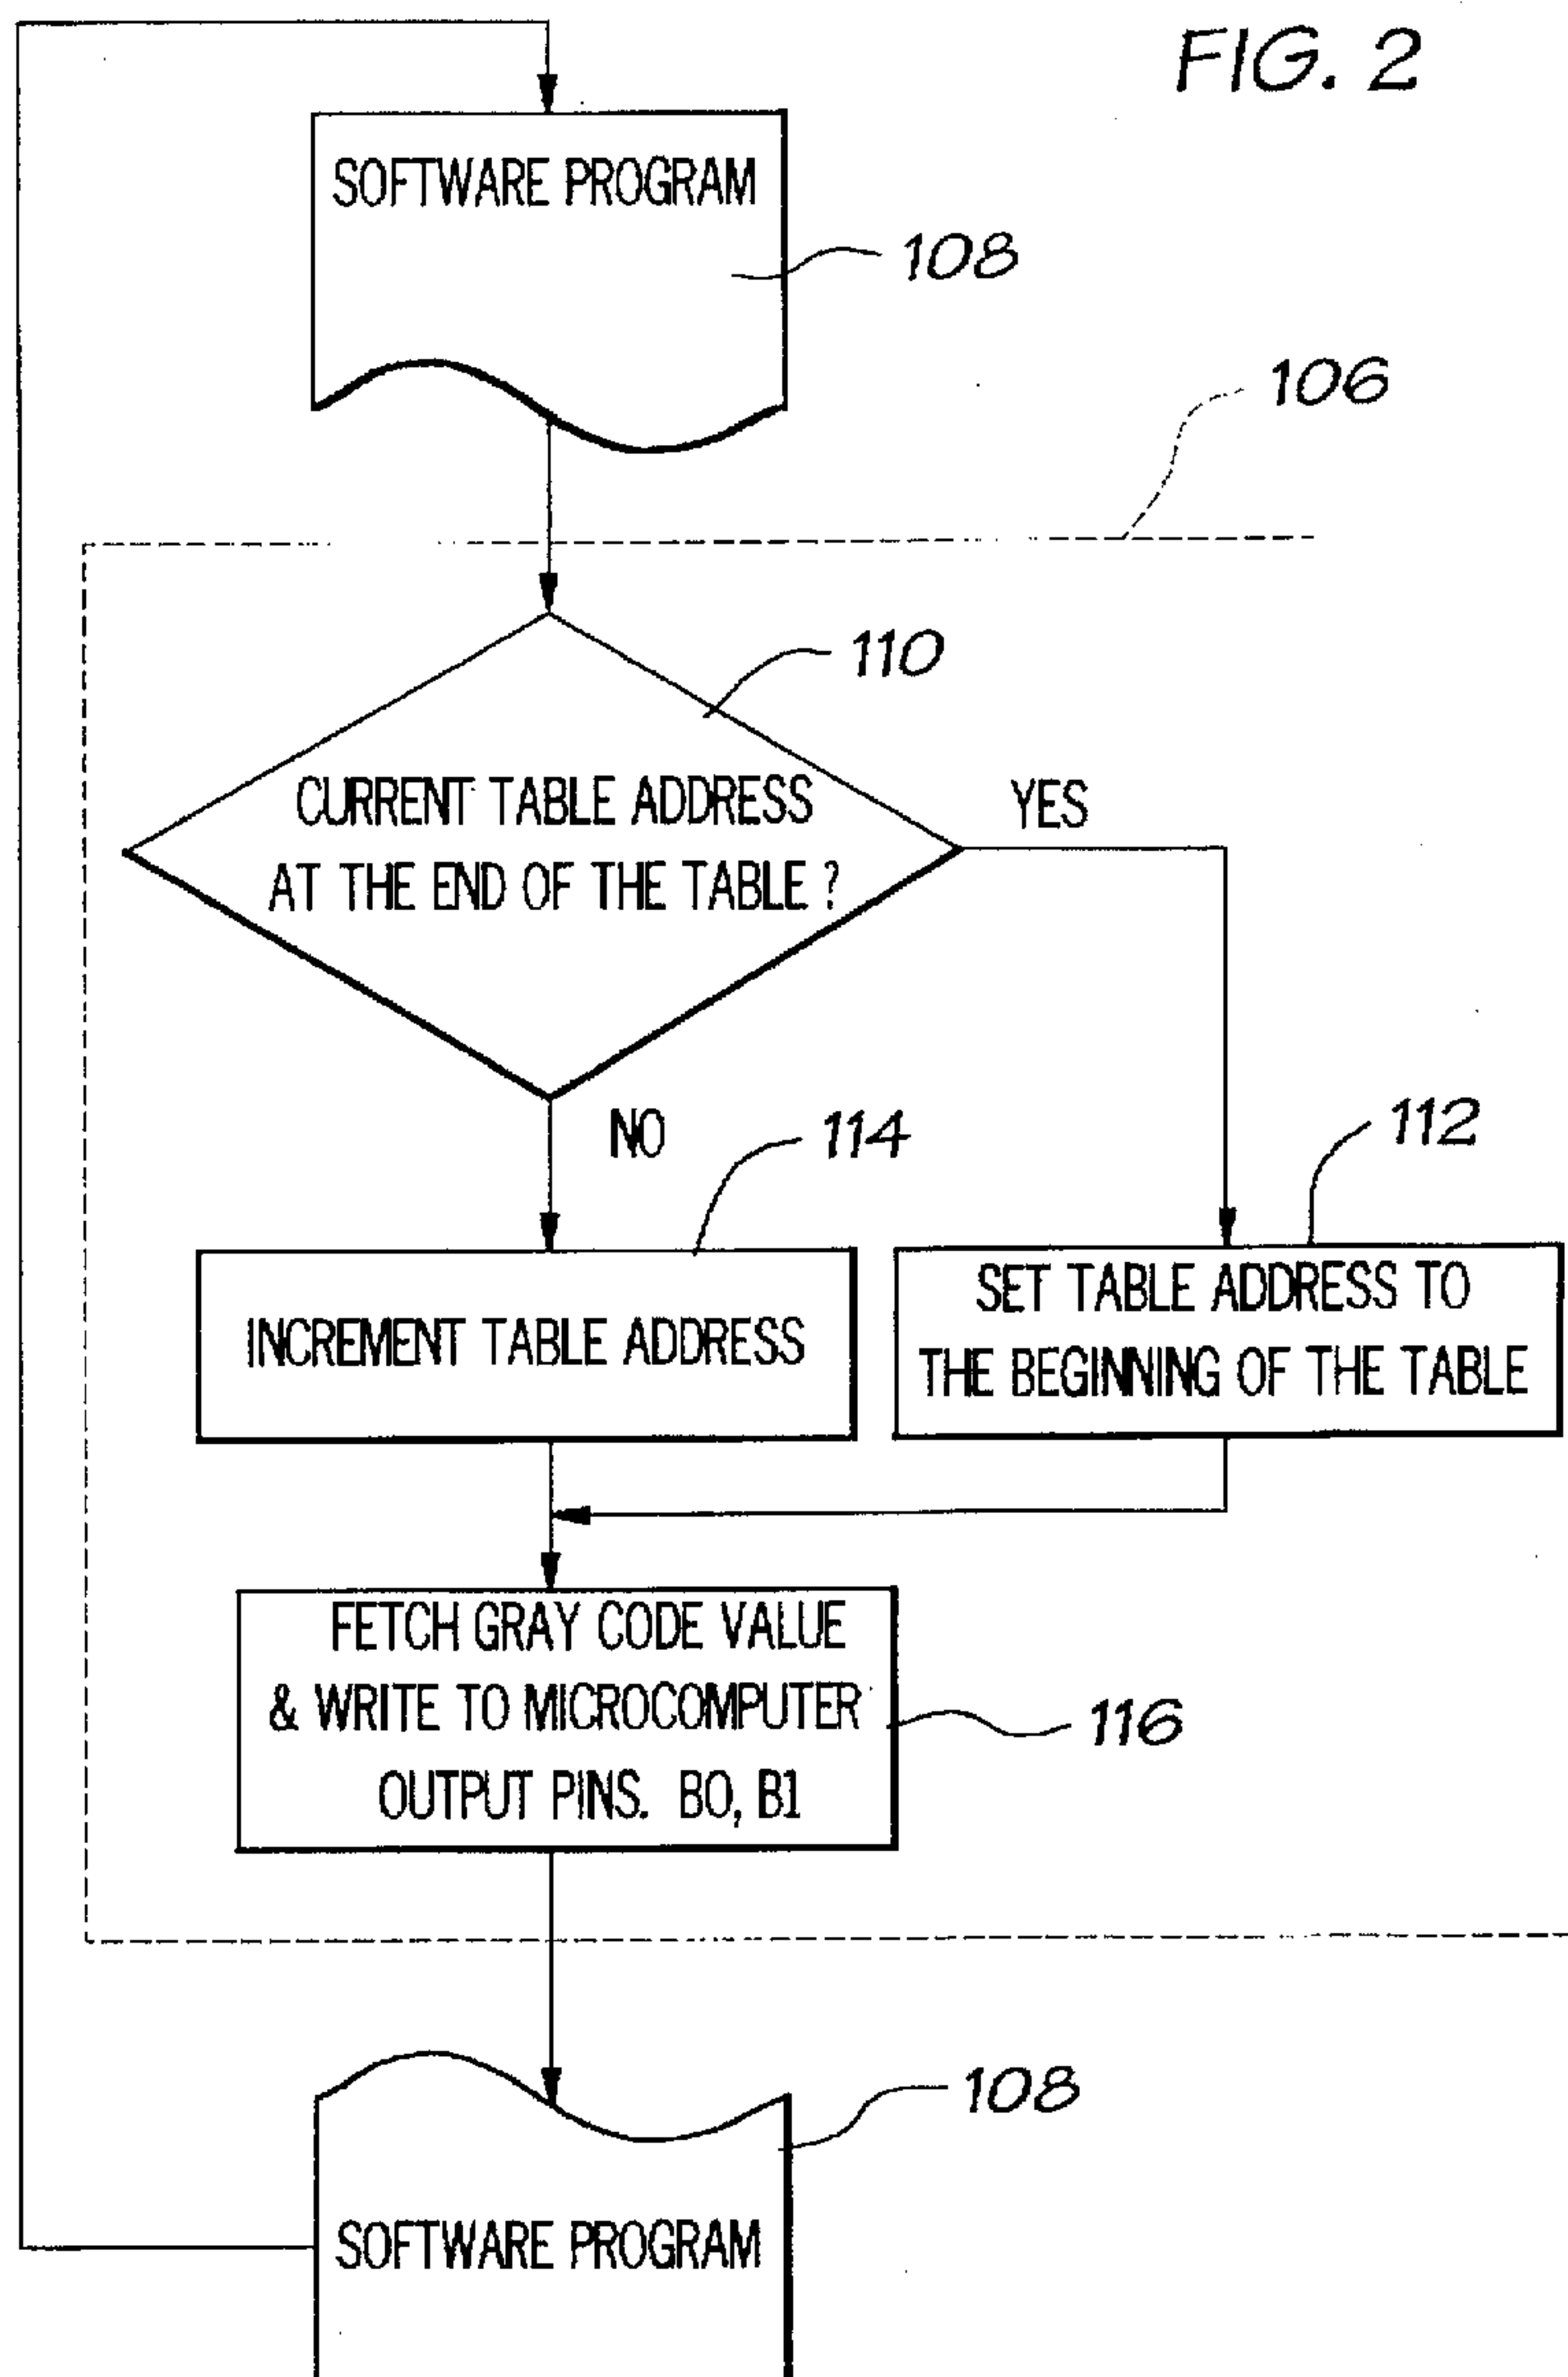 FIG. 2
SOFTWARE PROGRAM
108
106
110
CURRENT TABLE ADDRESS
AT THE END OF THE TABLE ?
YES
NO
114
112
INCREMENT TABLE ADDRESS
SET TABLE ADDRESS TO
THE BEGINNING OF THE TABLE
FETCH GRAY CODE VALUE
& WRITE TO MICROCOMPUTER
OUTPUT PINS. B0, B1
116
108
SOFTWARE PROGRAM